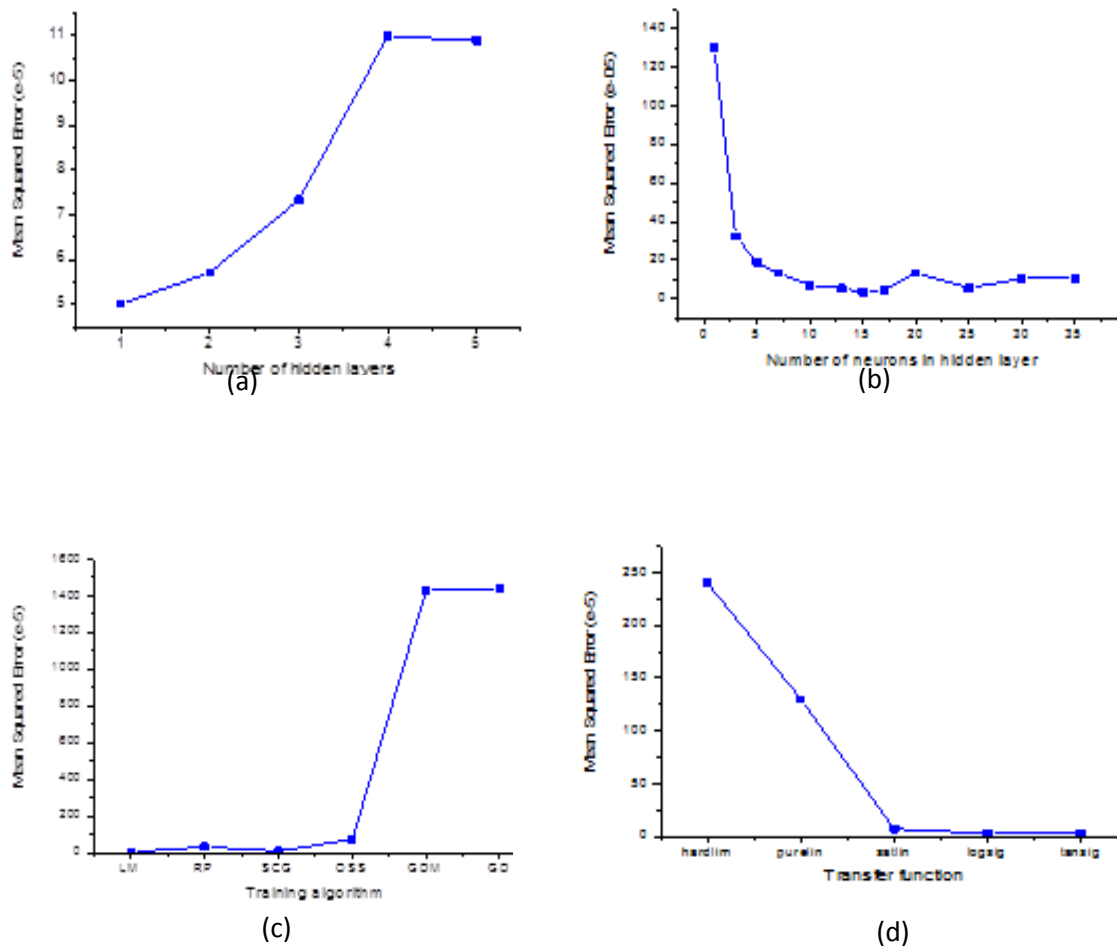 Mean Squared Error (e-5)
11
10
9
8
7
6
5
1 2 3 4 5
Number of hidden layers
(a)
Mean Squared Error (e-05)
140
120
100
80
60
40
20
0
0 5 10 15 20 25 30 35
Number of neurons in hidden layer
(b)
Mean Squared Error (e-5)
1600
1400
1200
1000
800
600
400
200
0
LM RP SCG OSS GDM GD
Training algorithm
(c)
Mean Squared Error (e-5)
250
200
150
100
50
0
hardlim purelin satlin logsig tansig
Transfer function
(d)